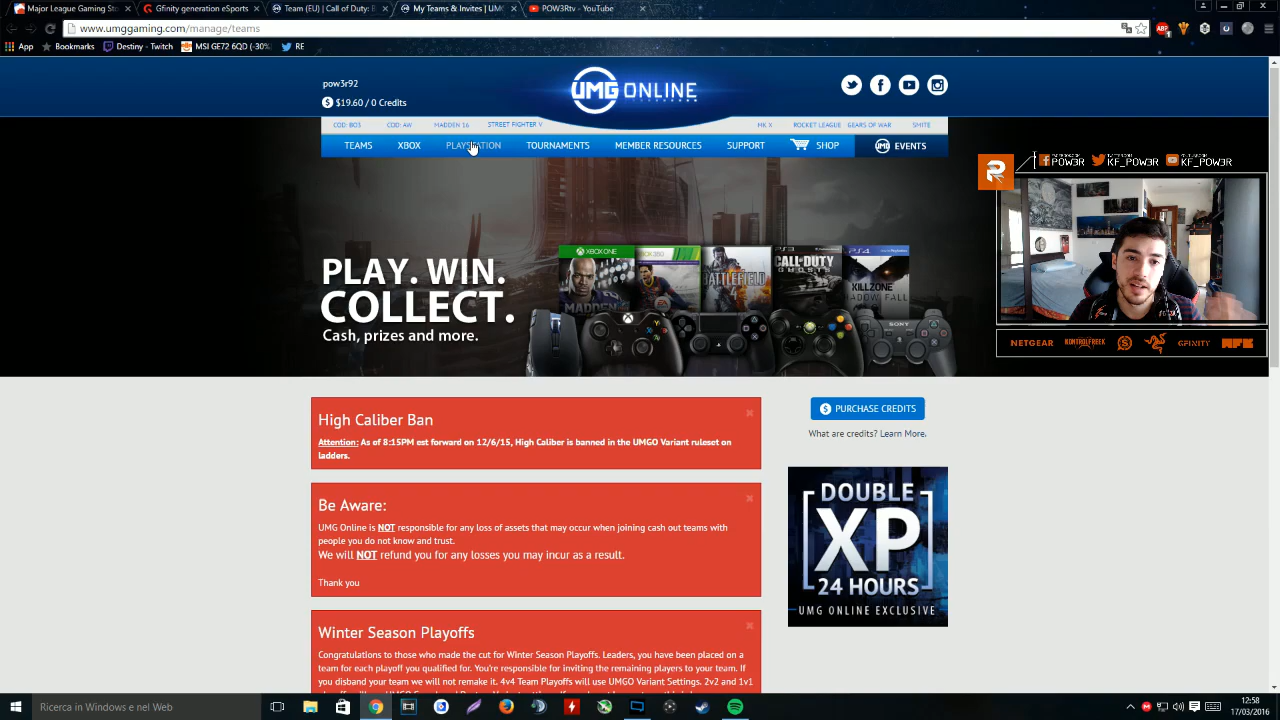 Major League Gaming St
Gfinity generation eSports
Team (EU) | Call of Duty: B
My Teams & Invites | UM
POW3Rtv - YouTube
www.umggaming.com/manage/teams
App
Bookmarks
Destiny - Twitch
MSI GE72 6QD (-30%
RE
pow3r92
$19.60 / 0 Credits
UMG ONLINE
COD: BO3
COD: AW
MADDEN 16
STREET FIGHTER V
MK X
ROCKET LEAGUE
GEARS OF WAR
SMITE
TEAMS
XBOX
PLAYSTATION
TOURNAMENTS
MEMBER RESOURCES
SUPPORT
SHOP
UMG EVENTS
POW3R
KF_POW3R
KF_POW3R
PLAY. WIN.
COLLECT.
Cash, prizes and more.
XBOX ONE
XBOX 360
PS3
PS4
MADDEN
BATTLEFIELD
CALL OF DUTY
GHOSTS
KILLZONE
SHADOW FALL
SONY
NETGEAR
KONTROLFREEK
GFINITY
High Caliber Ban
Attention: As of 8:15PM est forward on 12/6/15, High Caliber is banned in the UMGO Variant ruleset on
ladders.
Be Aware:
UMG Online is NOT responsible for any loss of assets that may occur when joining cash out teams with
people you do not know and trust.
We will NOT refund you for any losses you may incur as a result.
Thank you
Winter Season Playoffs
Congratulations to those who made the cut for Winter Season Playoffs. Leaders, you have been placed on a
team for each playoff you qualified for. You're responsible for inviting the remaining players to your team. If
you disband your team we will not remake it. 4v4 Team Playoffs will use UMGO Variant Settings. 2v2 and 1v1
PURCHASE CREDITS
What are credits? Learn More.
DOUBLE
XP
24 HOURS
UMG ONLINE EXCLUSIVE
Ricerca in Windows e nel Web
12:58
17/03/2016